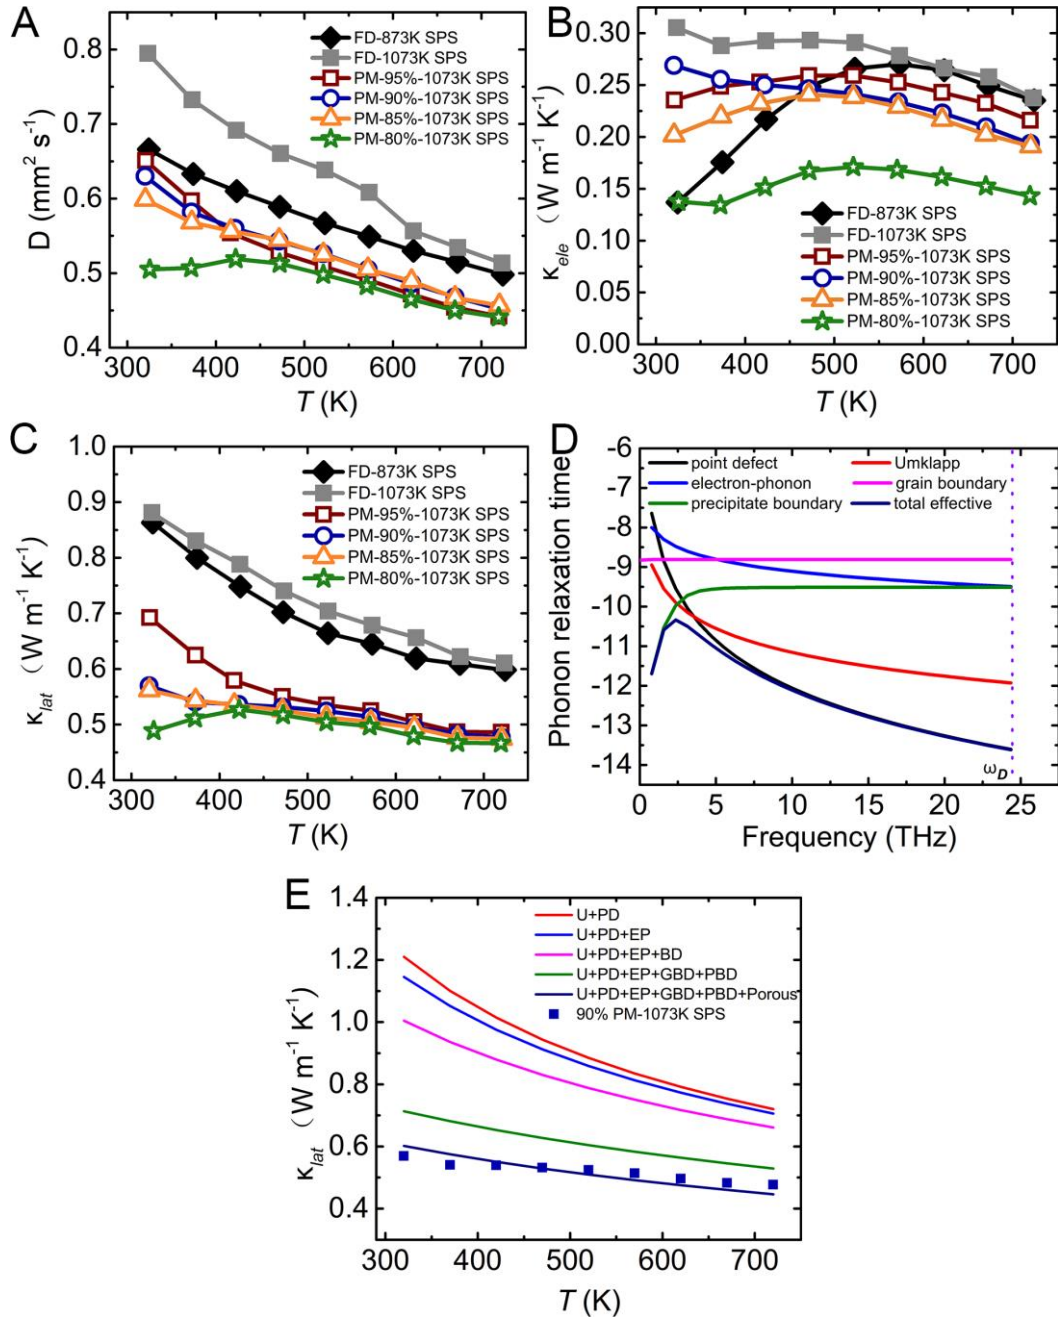 A
D (mm² s⁻¹)
0.8
0.7
0.6
0.5
0.4
300 400 500 600 700
T (K)
FD-873K SPS
FD-1073K SPS
PM-95%-1073K SPS
PM-90%-1073K SPS
PM-85%-1073K SPS
PM-80%-1073K SPS
B
κele (W m⁻¹ K⁻¹)
0.30
0.25
0.20
0.15
0.10
0.05
0.00
300 400 500 600 700
T (K)
FD-873K SPS
FD-1073K SPS
PM-95%-1073K SPS
PM-90%-1073K SPS
PM-85%-1073K SPS
PM-80%-1073K SPS
C
κlat (W m⁻¹ K⁻¹)
1.0
0.9
0.8
0.7
0.6
0.5
0.4
300 400 500 600 700
T (K)
FD-873K SPS
FD-1073K SPS
PM-95%-1073K SPS
PM-90%-1073K SPS
PM-85%-1073K SPS
PM-80%-1073K SPS
D
Phonon relaxation time
-6
-7
-8
-9
-10
-11
-12
-13
-14
0 5 10 15 20 25
Frequency (THz)
point defect Umklapp
electron-phonon grain boundary
precipitate boundary total effective
ωD
E
κlat (W m⁻¹ K⁻¹)
1.4
1.2
1.0
0.8
0.6
0.4
300 400 500 600 700
T (K)
U+PD
U+PD+EP
U+PD+EP+BD
U+PD+EP+GBD+PBD
U+PD+EP+GBD+PBD+Porous
90% PM-1073K SPS